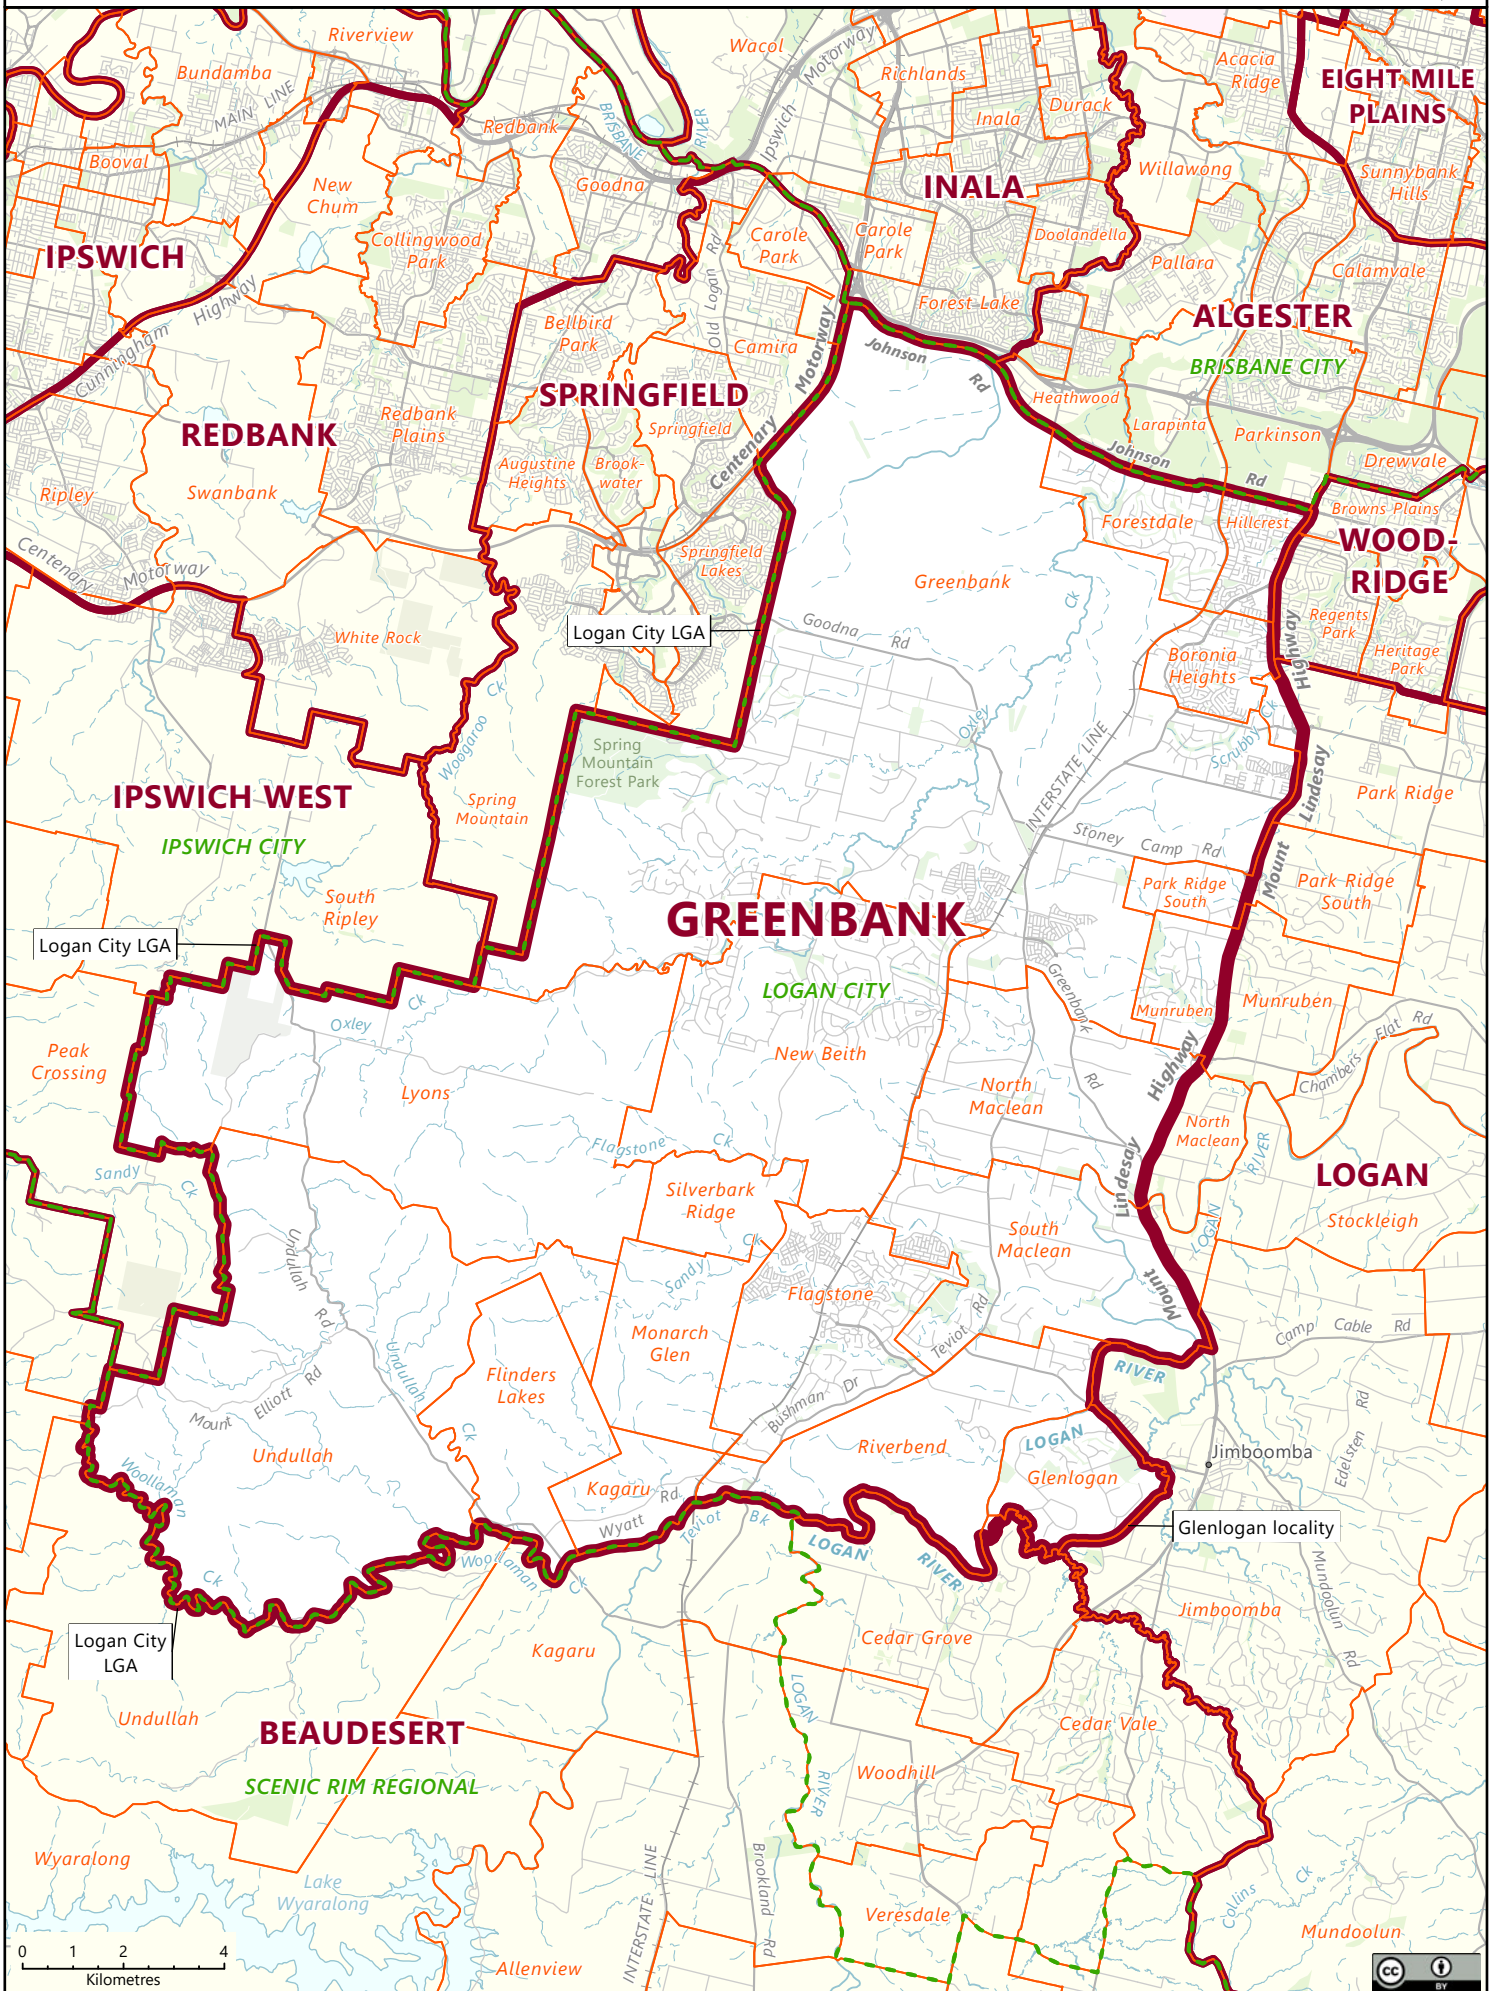 Riverview
Bundamba
MAIN LINE
Booval
New
Chum
Redbank
Goodna
Collingwood
Park
BRISBANE
RIVER
Wacol
Ipswich
Motorway
Richlands
Inala
Durack
INALA
Acacia
Ridge
EIGHT MILE
PLAINS
Willawong
Sunnybank
Hills
Doolandella
Pallara
Calamvale
Carole
Park
Carole
Park
Forest Lake
IPSWICH
Cunningham
Highway
Old Logan Rd
Bellbird
Park
Camira
Motorway
Centenary
Johnson
Rd
ALGESTER
BRISBANE CITY
Heathwood
Larapinta
Parkinson
Drewvale
Johnson
Rd
SPRINGFIELD
Springfield
REDBANK
Redbank
Plains
Augustine
Heights
Brook-
water
Ripley
Swanbank
Springfield
Lakes
Forestdale
Hillcrest
Browns Plains
WOOD-
RIDGE
Regents
Park
Heritage
Park
Centenary
Motorway
White Rock
Logan City LGA
Greenbank
Goodna
Rd
Ck
Oxley
Boronia
Heights
Highway
Scrubby
Ck
Woogaroo
Ck
Spring
Mountain
Forest Park
INTERSTATE LINE
Lindesay
Mount
Park Ridge
IPSWICH WEST
IPSWICH CITY
Spring
Mountain
Stoney
Camp
Rd
Park Ridge
South
Park Ridge
South
South
Ripley
GREENBANK
LOGAN CITY
Logan City LGA
Oxley
Ck
Greenbank
Rd
Munruben
Munruben
Peak
Crossing
Lyons
New Beith
North
Maclean
Highway
Lindesay
Chambers
Flat
Rd
North
Maclean
RIVER
LOGAN
Flagstone
Ck
Sandy
Ck
Silverbark
Ridge
LOGAN
Stockleigh
South
Maclean
Mount
Undullah
Rd
Sandy
Ck
Flagstone
Monarch
Glen
Teviot
Rd
Camp
Cable
Rd
RIVER
Undullah
Ck
Flinders
Lakes
Mount
Elliott
Rd
Bushman
Dr
Edelsten
Rd
Undullah
Riverbend
LOGAN
Glenlogan
Jimboomba
Woollaman
Ck
Kagaru
Wyatt
Rd
Teviot
Bk
LOGAN
RIVER
Glenlogan locality
Woollaman
Ck
Mundoolun
Rd
Logan City
LGA
Kagaru
Cedar Grove
Jimboomba
Undullah
BEAUDESERT
SCENIC RIM REGIONAL
LOGAN
RIVER
Cedar Vale
Woodhill
Wyaralong
Lake
Wyaralong
INTERSTATE LINE
Brookland
Rd
Veresdale
Collins
Ck
Mundoolun
Allenview
0 1 2 4
Kilometres
CC
BY